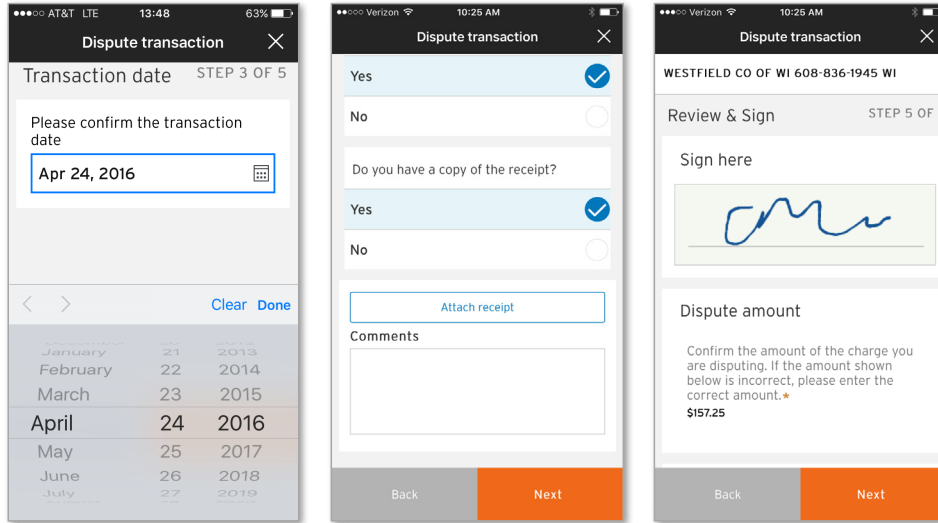 AT&T LTE 13:48 63%
Dispute transaction
Transaction date STEP 3 OF 5
Please confirm the transaction
date
Apr 24, 2016
Clear Done
January 21 2013
February 22 2014
March 23 2015
April 24 2016
May 25 2017
June 26 2018
July 27 2019
Verizon 10:25 AM
Dispute transaction
Yes
No
Do you have a copy of the receipt?
Yes
No
Attach receipt
Comments
Back Next
Verizon 10:25 AM
Dispute transaction
WESTFIELD CO OF WI 608-836-1945 WI
Review & Sign STEP 5 OF
Sign here
Dispute amount
Confirm the amount of the charge you
are disputing. If the amount shown
below is incorrect, please enter the
correct amount.*
$157.25
Back Next